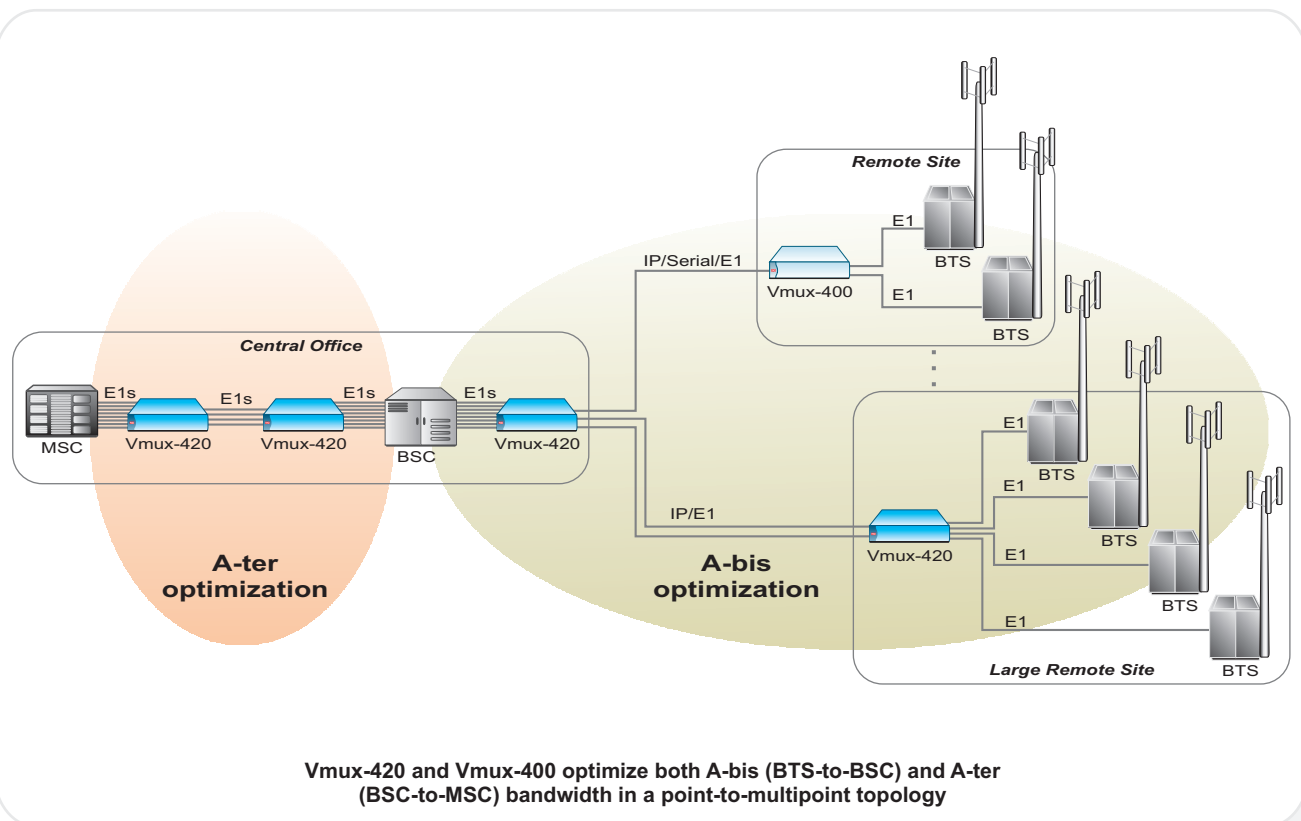 Remote Site
E1
BTS
IP/Serial/E1
Vmux-400
E1
BTS
Central Office
E1s
E1s
E1s
E1s
MSC
Vmux-420
Vmux-420
BSC
Vmux-420
E1
BTS
E1
BTS
IP/E1
Vmux-420
E1
BTS
E1
BTS
A-ter
optimization
A-bis
optimization
Large Remote Site
Vmux-420 and Vmux-400 optimize both A-bis (BTS-to-BSC) and A-ter
(BSC-to-MSC) bandwidth in a point-to-multipoint topology